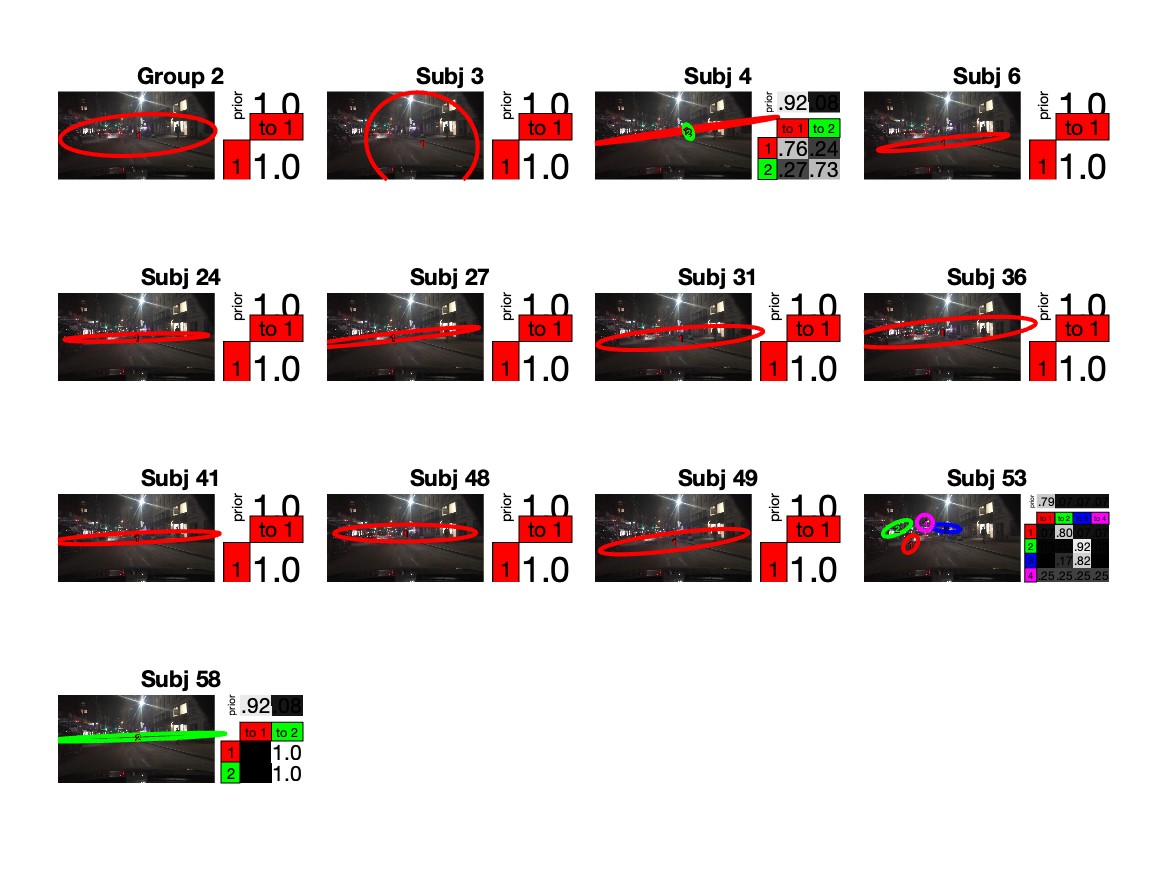 Group 2
prior
1.0
to 1
1 1.0
Subj 3
prior
1.0
to 1
1 1.0
Subj 4
prior
.92 .08
to 1 to 2
1 .76 .24
2 .27 .73
Subj 6
prior
1.0
to 1
1 1.0
Subj 24
prior
1.0
to 1
1 1.0
Subj 27
prior
1.0
to 1
1 1.0
Subj 31
prior
1.0
to 1
1 1.0
Subj 36
prior
1.0
to 1
1 1.0
Subj 41
prior
1.0
to 1
1 1.0
Subj 48
prior
1.0
to 1
1 1.0
Subj 49
prior
1.0
to 1
1 1.0
Subj 53
prior
.79 .07 .07 .07
to 1 to 2 to 3 to 4
1 .07 .80 .07 .07
2 .92
3 .17 .82
4 .25 .25 .25 .25
Subj 58
prior
.92 .08
to 1 to 2
1 1.0
2 1.0